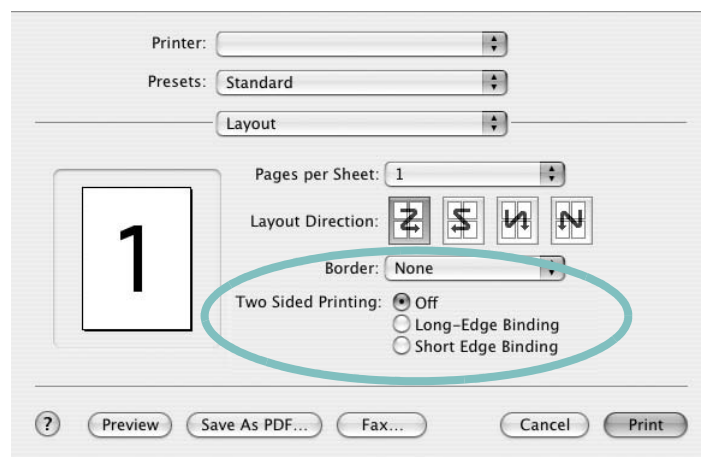 Printer:
Presets: Standard
Layout
Pages per Sheet: 1
Layout Direction:
1
Border: None
Two Sided Printing: Off
Long-Edge Binding
Short Edge Binding
? Preview Save As PDF... Fax... Cancel Print